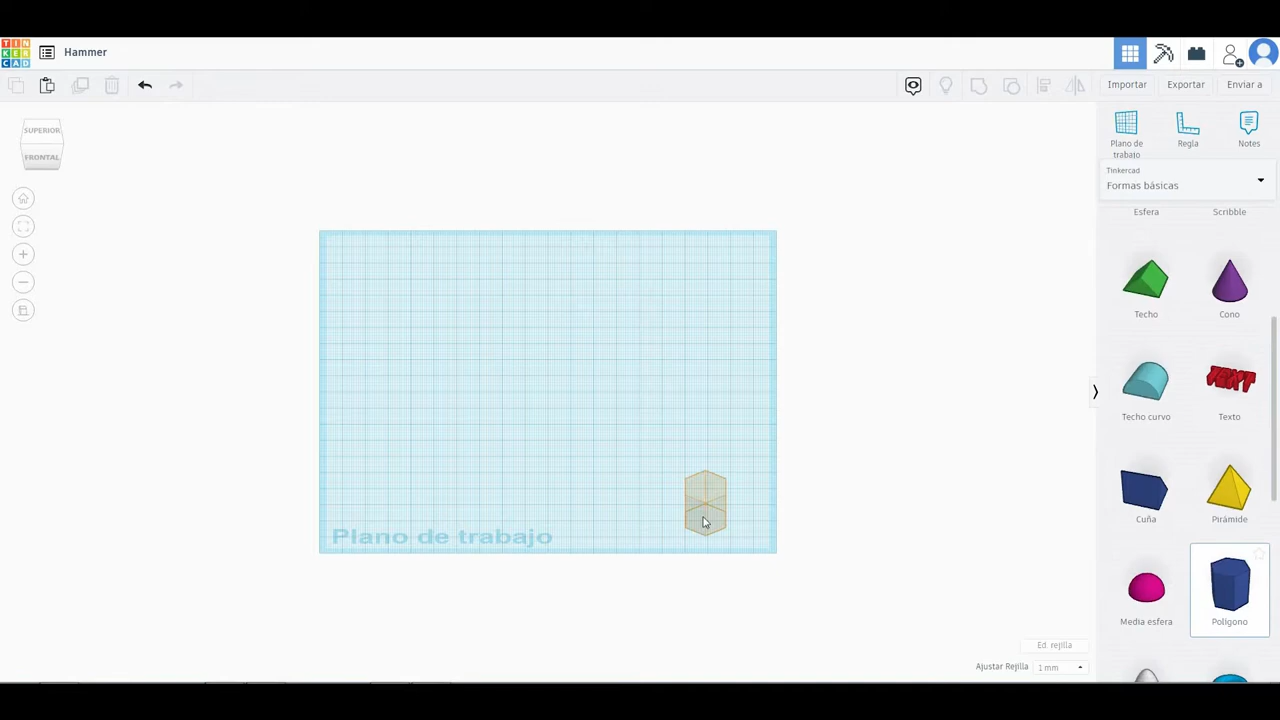 TIN
KER
CAD
Hammer
Importar
Exportar
Enviar a
SUPERIOR
FRONTAL
Plano de
trabajo
Regla
Notes
Tinkercad
Formas básicas
Esfera
Scribble
Techo
Cono
TEXT
Techo curvo
Texto
Cuña
Pirámide
Media esfera
Polígono
Plano de trabajo
Ed. rejilla
Ajustar Rejilla
1 mm